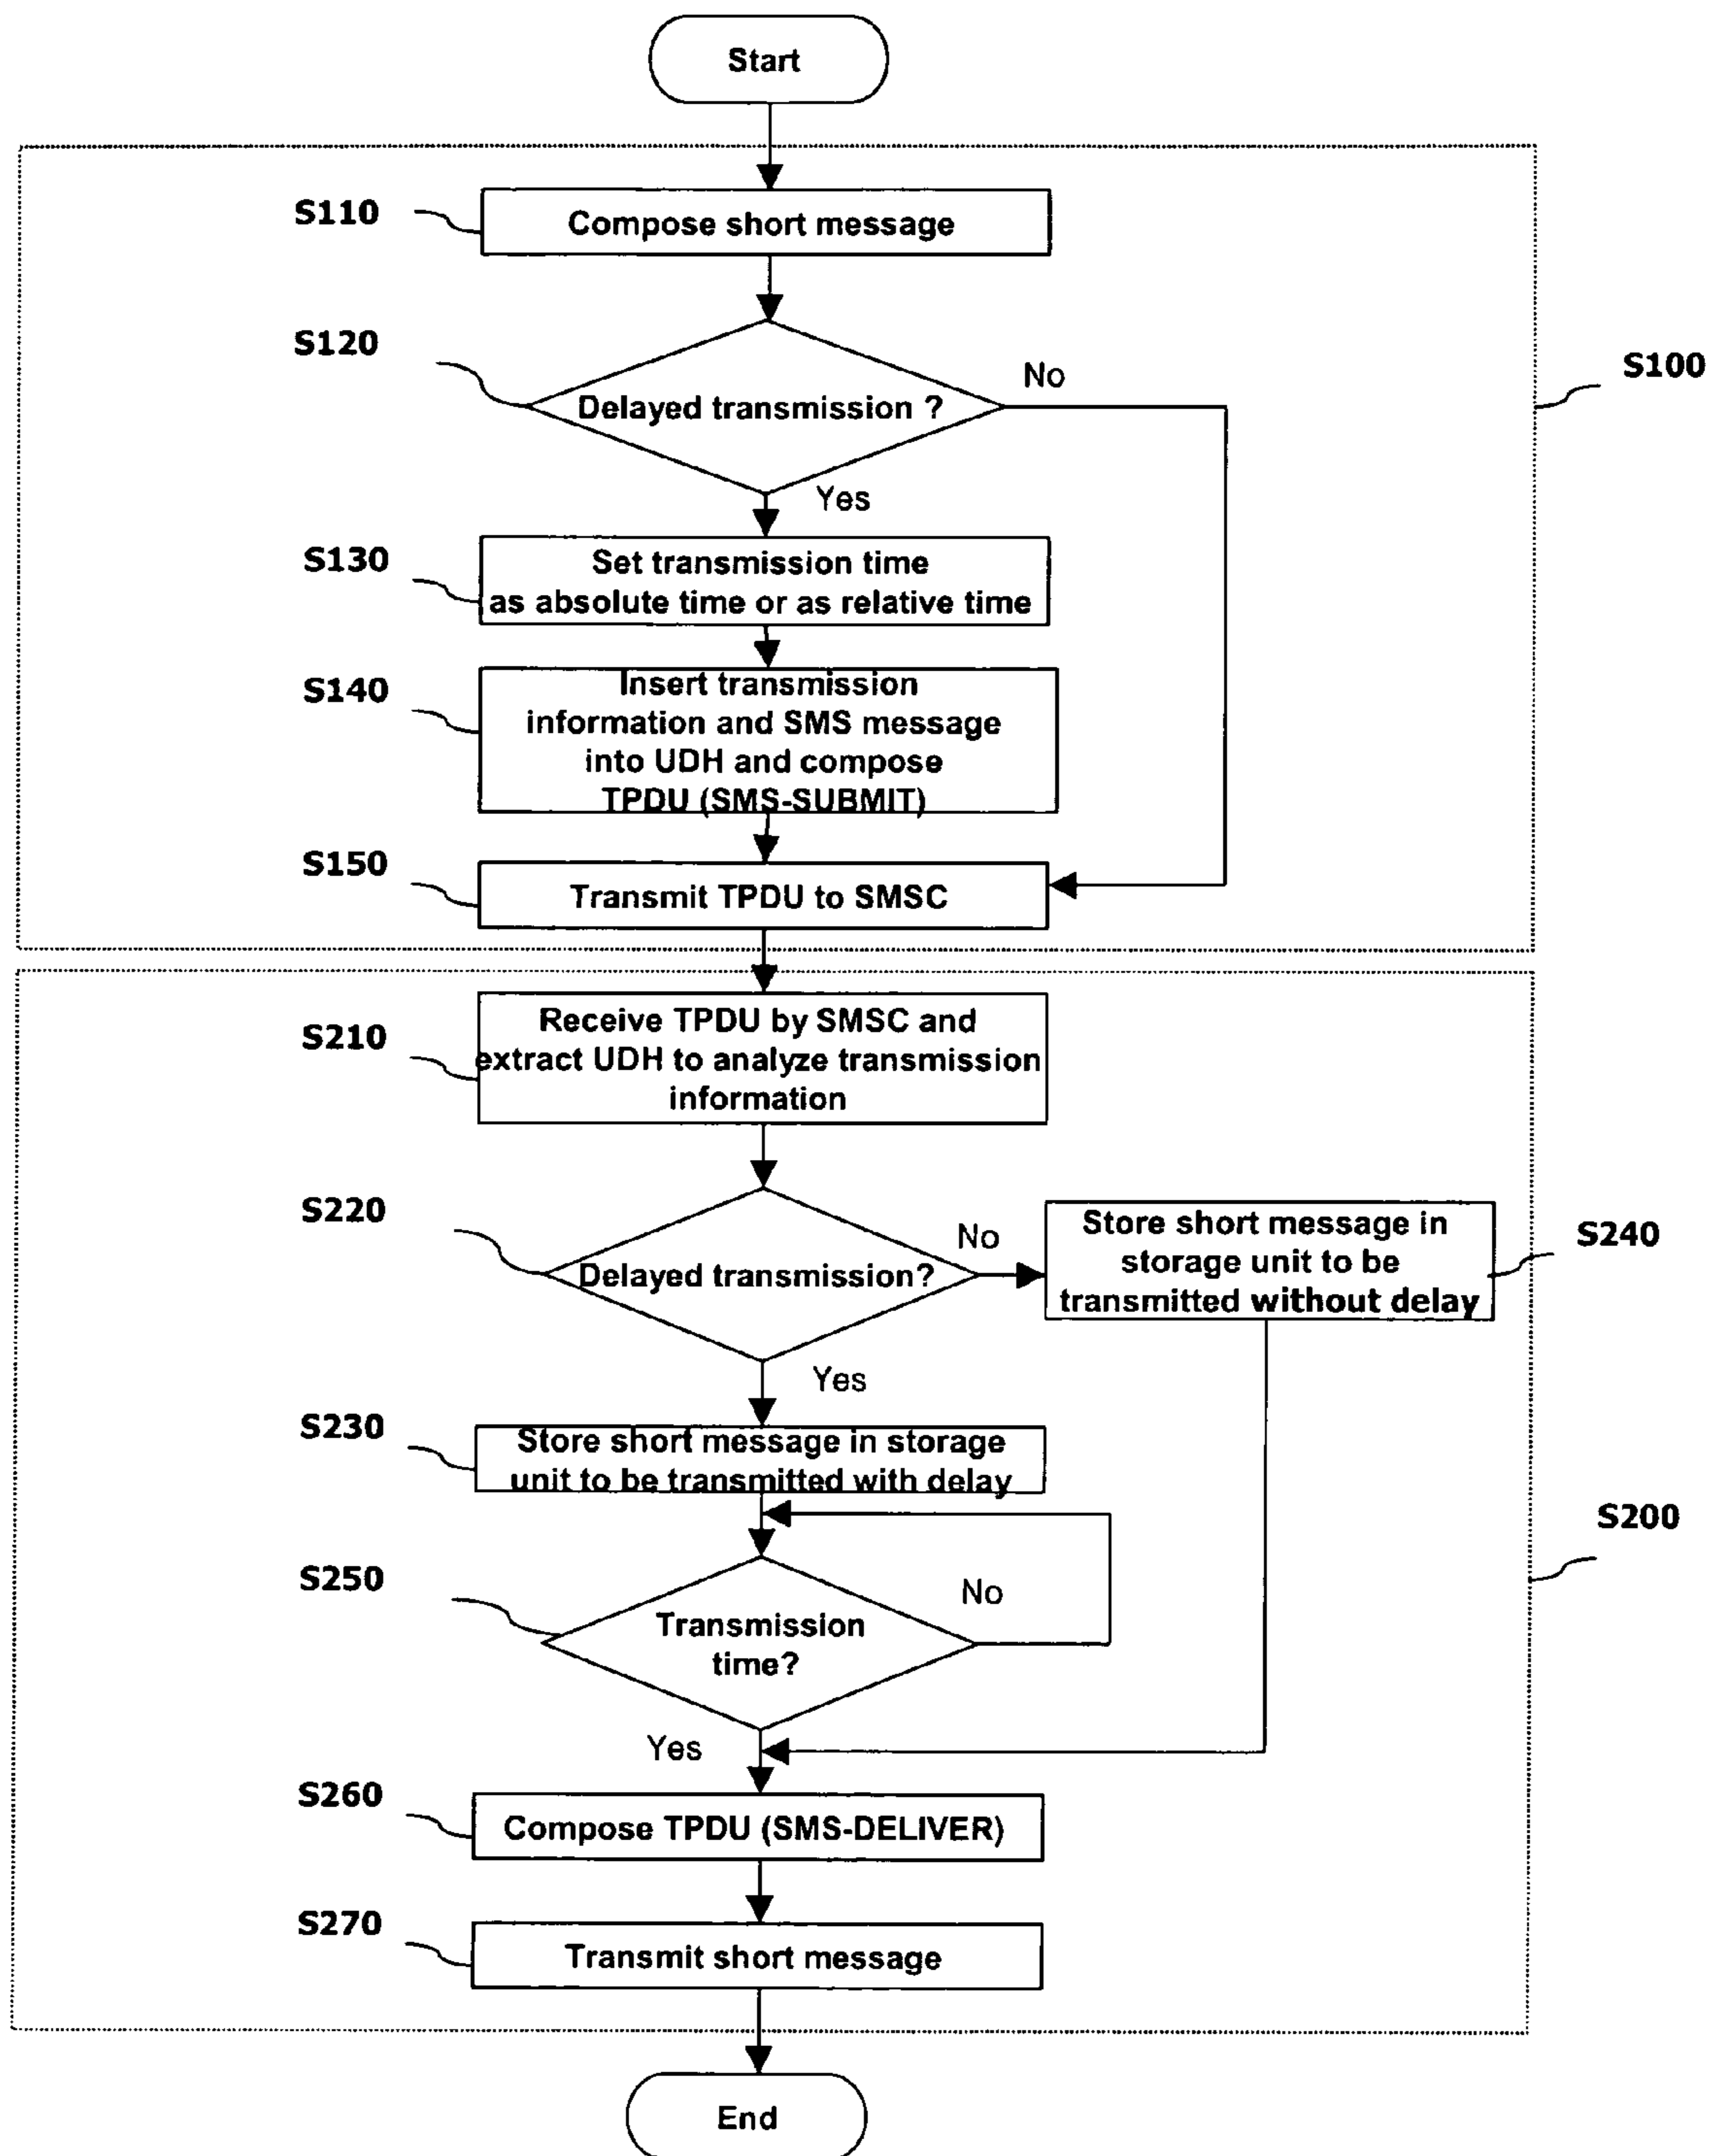 Start
S110
Compose short message
S120
No
S100
Delayed transmission ?
Yes
S130
Set transmission time
as absolute time or as relative time
S140
Insert transmission
information and SMS message
into UDH and compose
TPDU (SMS-SUBMIT)
S150
Transmit TPDU to SMSC
S210
Receive TPDU by SMSC and
extract UDH to analyze transmission
information
S220
No
Delayed transmission?
Store short message in
storage unit to be
transmitted without delay
S240
Yes
S230
Store short message in storage
unit to be transmitted with delay
S200
S250
No
Transmission
time?
Yes
S260
Compose TPDU (SMS-DELIVER)
S270
Transmit short message
End